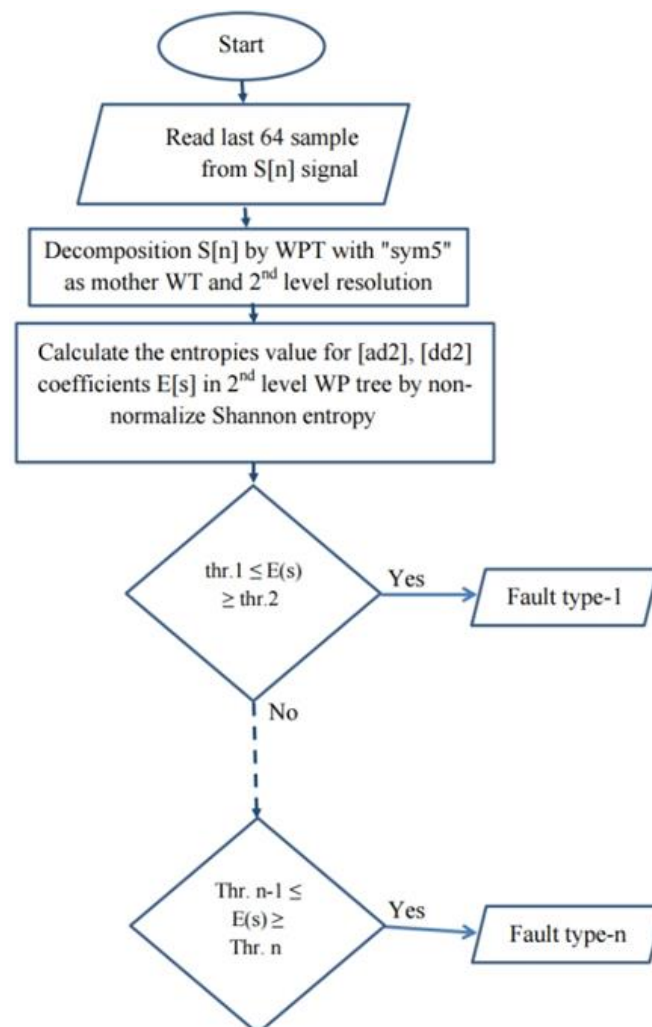 Start
Read last 64 sample
from S[n] signal
Decomposition S[n] by WPT with "sym5"
as mother WT and 2nd level resolution
Calculate the entropies value for [ad2], [dd2]
coefficients E[s] in 2nd level WP tree by non-
normalize Shannon entropy
thr.1 ≤ E(s)
≥ thr.2
Yes
Fault type-1
No
Thr. n-1 ≤
E(s) ≥
Thr. n
Yes
Fault type-n